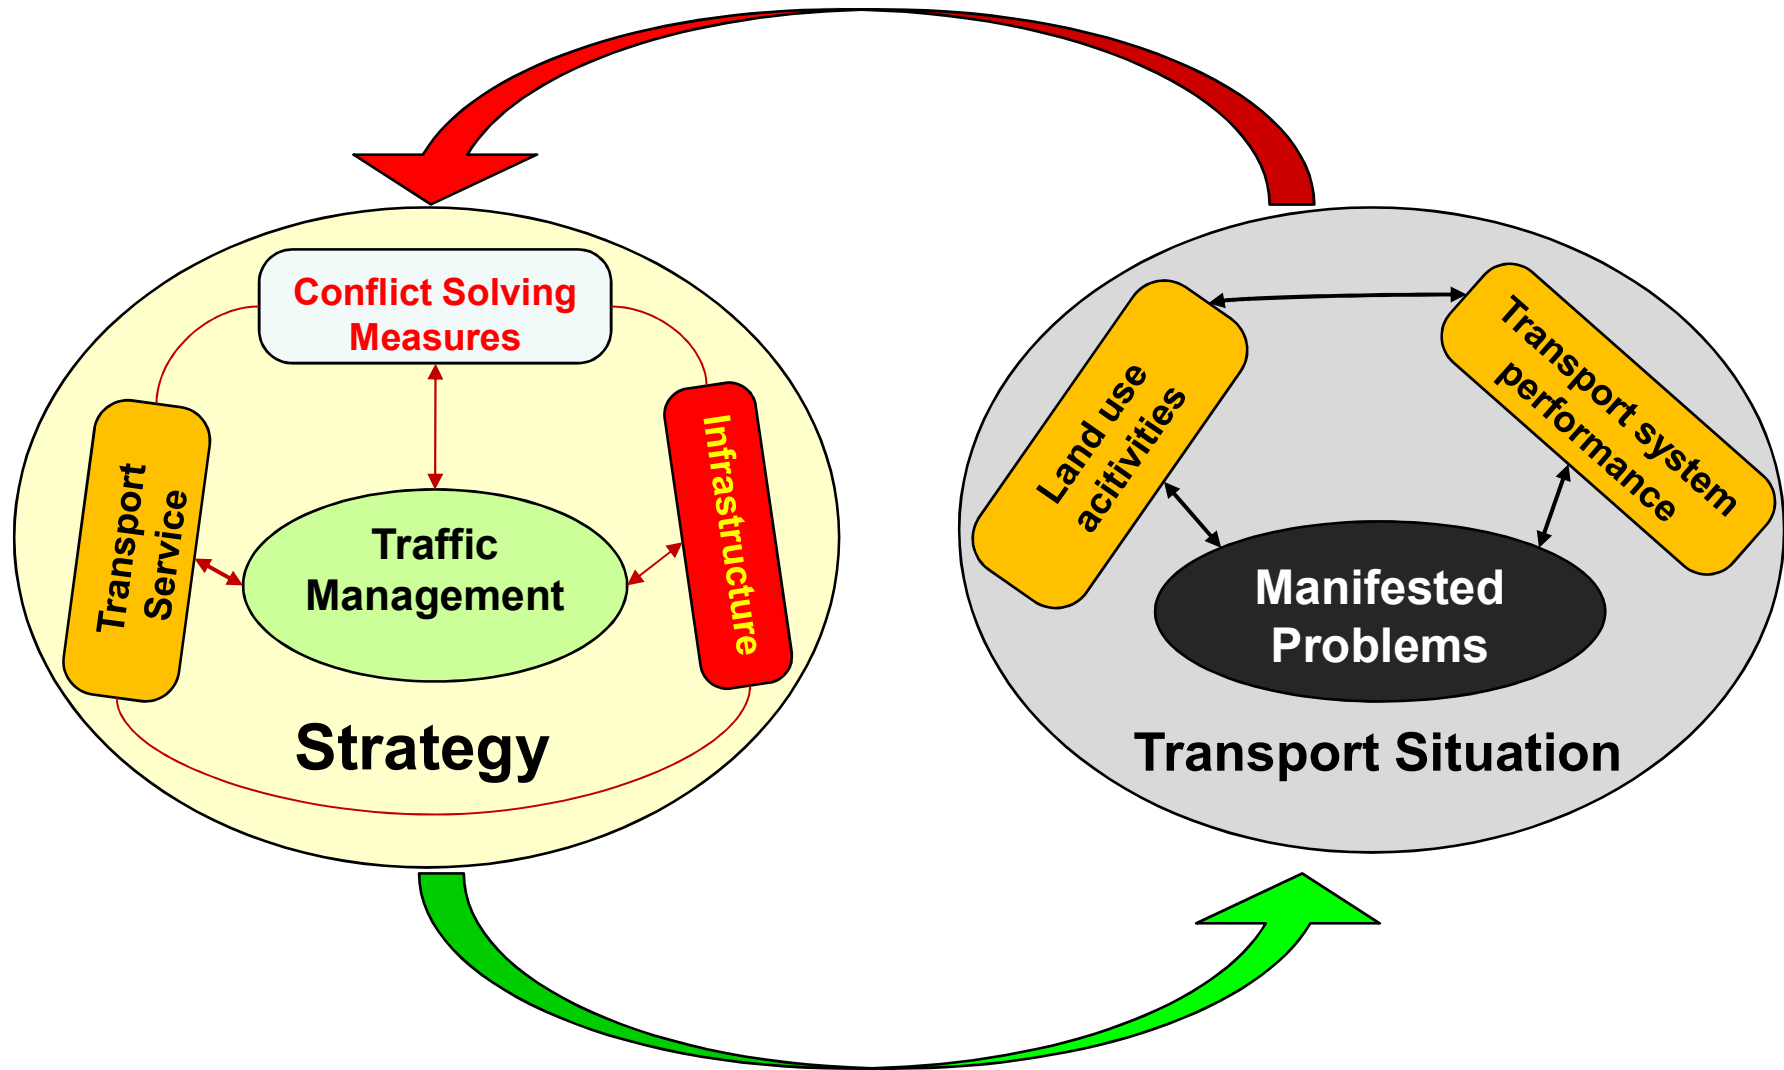 Conflict Solving
Measures
Transport
Service
Traffic
Management
Infrastructure
Strategy
Land use
acitivities
Transport system
performance
Manifested
Problems
Transport Situation